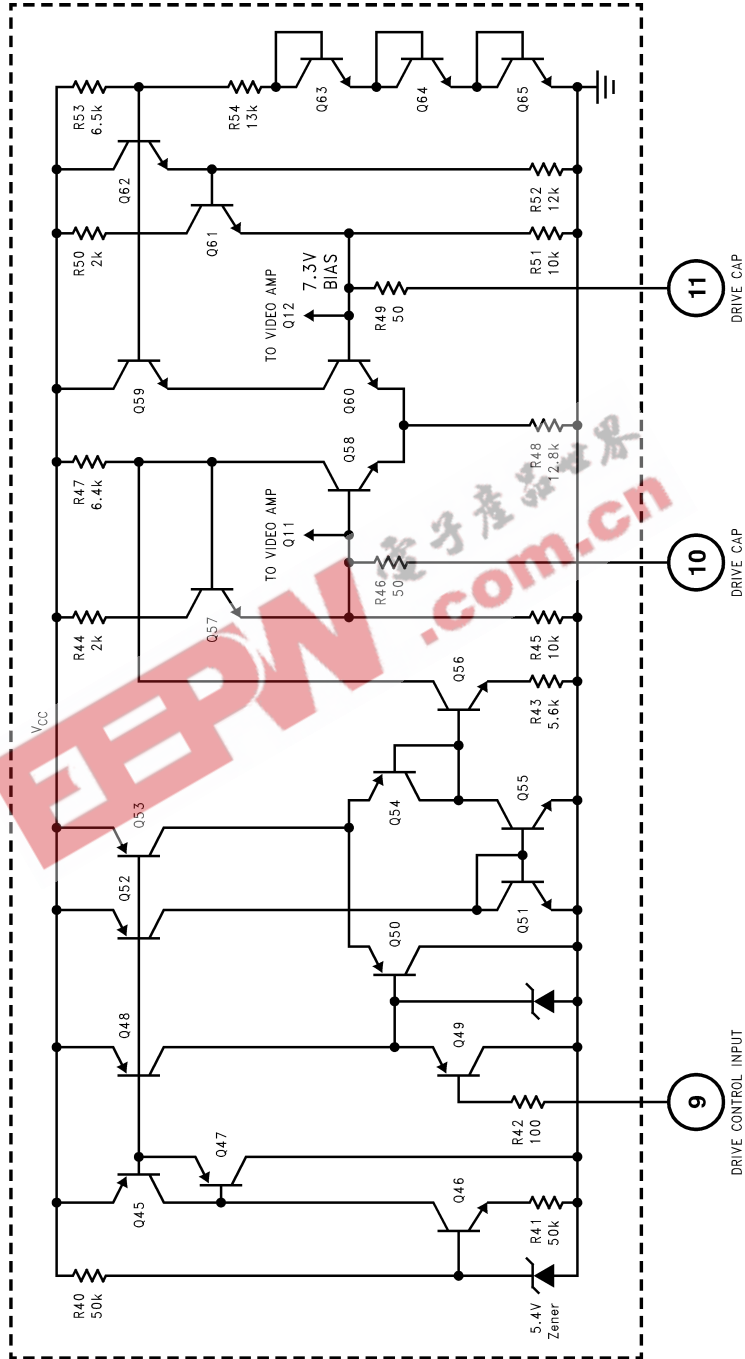 VCC
R53
6.5k
R54
13k
Q63
Q64
Q65
Q62
R52
12k
R50
2k
Q61
R51
10k
7.3V
BIAS
TO VIDEO AMP
Q12
R49
50
11
DRIVE CAP
Q59
Q60
R47
6.4k
Q58
R48
12.8k
TO VIDEO AMP
Q11
R46
50
10
DRIVE CAP
R44
2k
Q57
R45
10k
Q56
R43
5.6k
Q53
Q54
Q55
Q52
Q51
Q50
Q48
Q49
R42
100
9
DRIVE CONTROL INPUT
Q47
Q45
Q46
R41
50k
R40
50k
5.4V
Zener
EEPW
.com.cn
電子產品世界